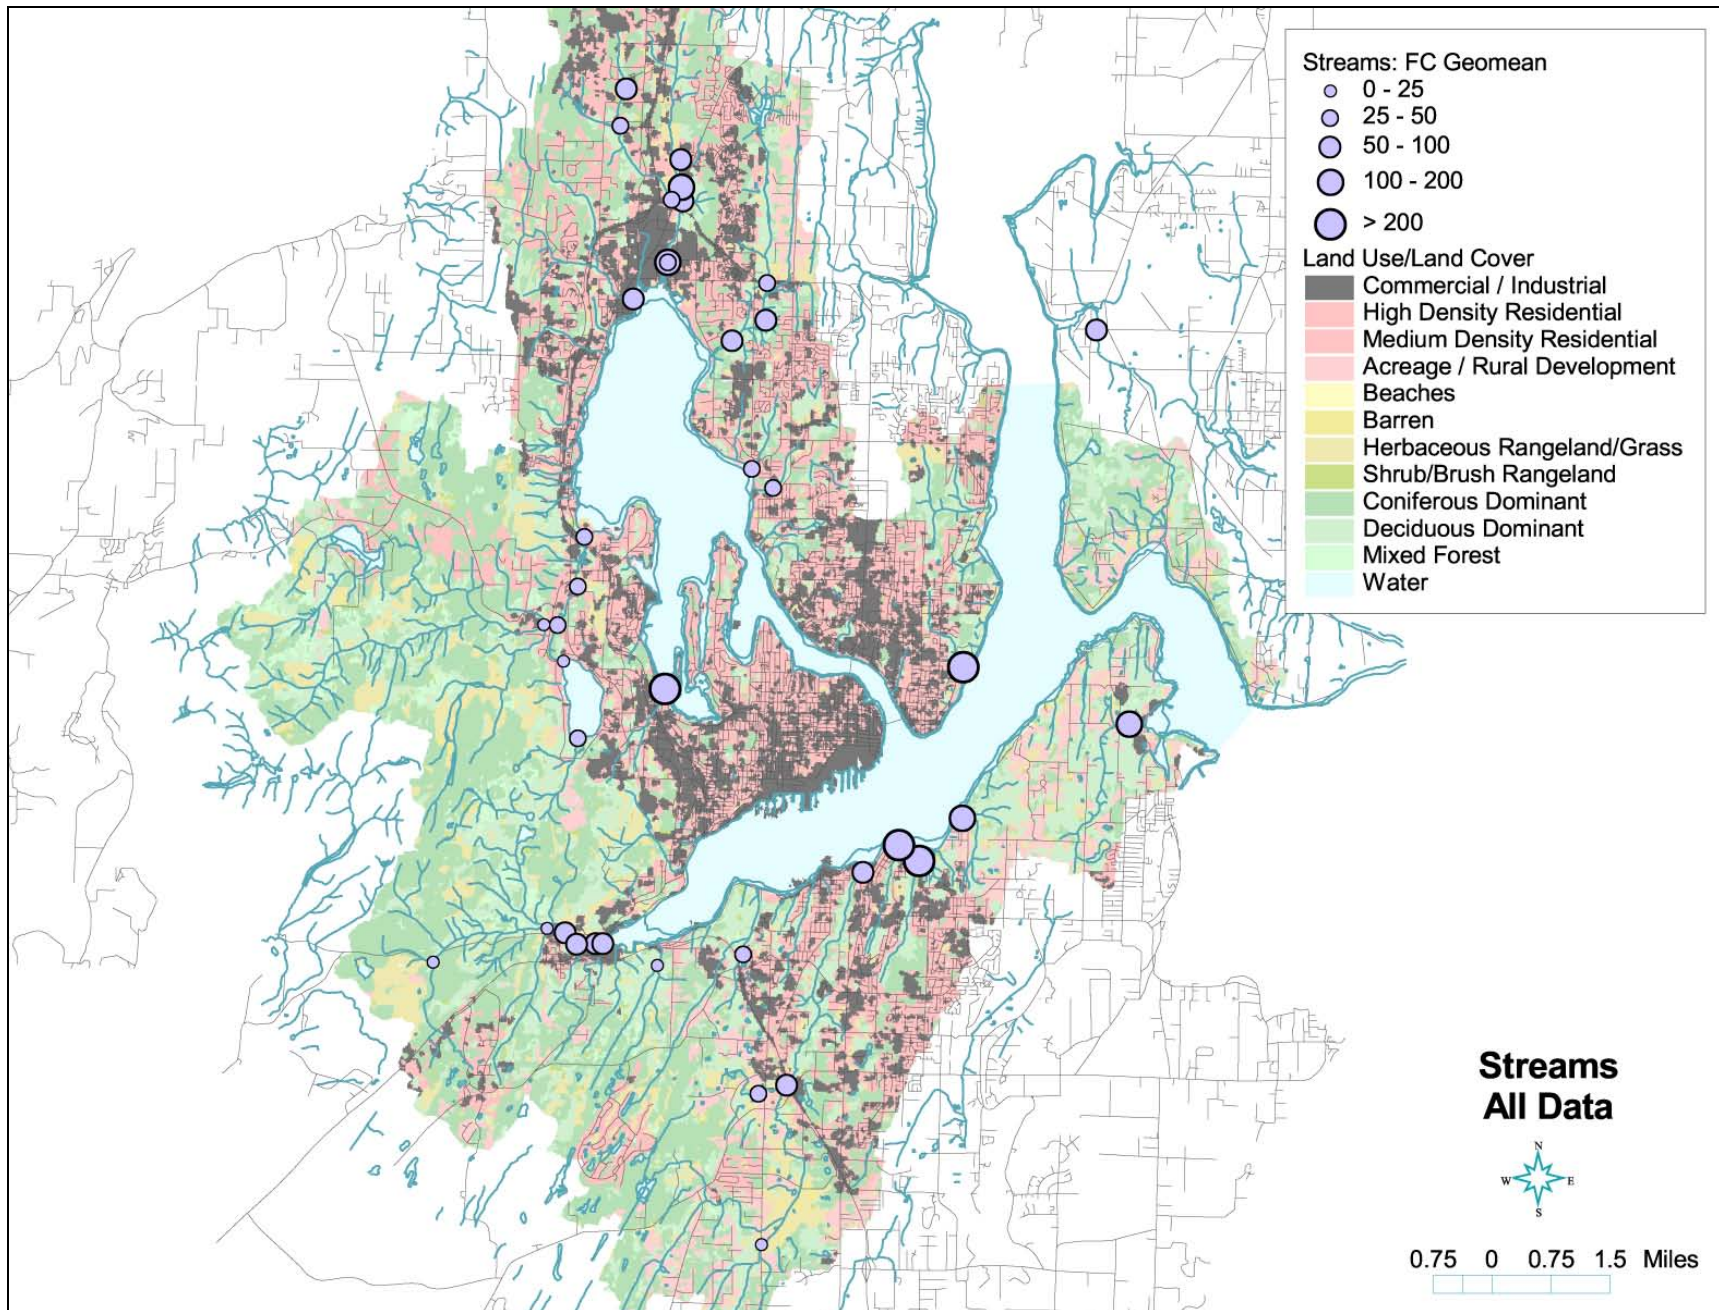 Streams: FC Geomean
0 - 25
25 - 50
50 - 100
100 - 200
> 200
Land Use/Land Cover
Commercial / Industrial
High Density Residential
Medium Density Residential
Acreage / Rural Development
Beaches
Barren
Herbaceous Rangeland/Grass
Shrub/Brush Rangeland
Coniferous Dominant
Deciduous Dominant
Mixed Forest
Water
Streams
All Data
N
W E
S
0.75 0 0.75 1.5 Miles